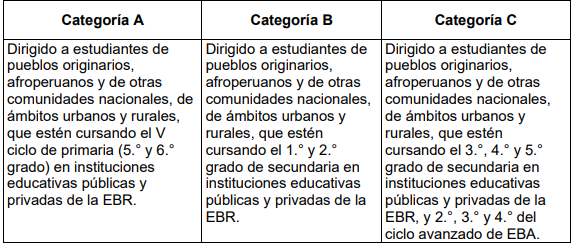 Categoría A
Dirigido a estudiantes de
pueblos originarios,
afroperuanos y de otras
comunidades nacionales, de
ámbitos urbanos y rurales,
que estén cursando el V
ciclo de primaria (5.° y 6.°
grado) en instituciones
educativas públicas y
privadas de la EBR.
Categoría B
Dirigido a estudiantes de
pueblos originarios,
afroperuanos y de otras
comunidades nacionales,
de ámbitos urbanos y
rurales, que estén
cursando el 1.° y 2.°
grado de secundaria en
instituciones educativas
públicas y privadas de la
EBR.
Categoría C
Dirigido a estudiantes de
pueblos originarios,
afroperuanos y de otras
comunidades nacionales,
de ámbitos urbanos y
rurales, que estén
cursando el 3.°, 4.° y 5.°
grado de secundaria en
instituciones educativas
públicas y privadas de la
EBR, y 2.°, 3.° y 4.° del
ciclo avanzado de EBA.